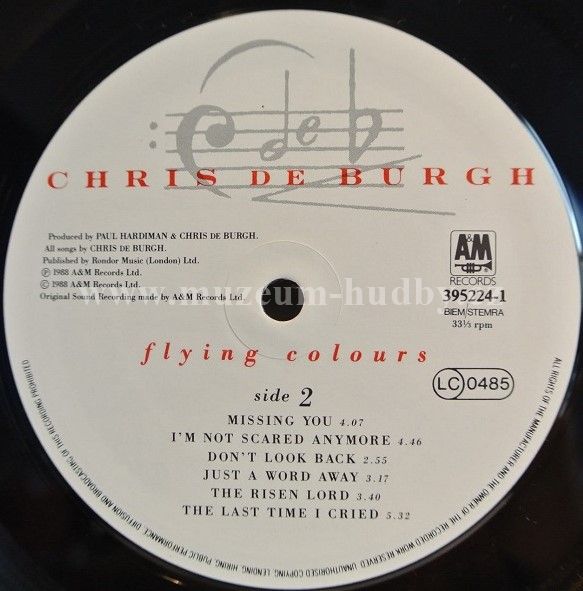 Cdeb
CHRIS DE BURGH
Produced by PAUL HARDIMAN & CHRIS DE BURGH.
All songs by CHRIS DE BURGH.
Published by Rondor Music (London) Ltd.
℗ 1988 A&M Records Ltd.
© 1988 A&M Records Ltd.
Original Sound Recording made by A&M Records Ltd.
A&M
RECORDS
395224-1
BIEM/STEMRA
33⅓ rpm
www.muzeum-hudby
flying colours
LC 0485
side 2
MISSING YOU 4.07
I'M NOT SCARED ANYMORE 4.46
DON'T LOOK BACK 2.55
JUST A WORD AWAY 3.17
THE RISEN LORD 3.40
THE LAST TIME I CRIED 5.32
ALL RIGHTS OF THE MANUFACTURER AND THE OWNER OF THE RECORDED WORK RESERVED. UNAUTHORISED COPYING, LENDING, HIRING, PUBLIC PERFORMANCE, DIFFUSION AND BROADCASTING OF THIS RECORDING PROHIBITED